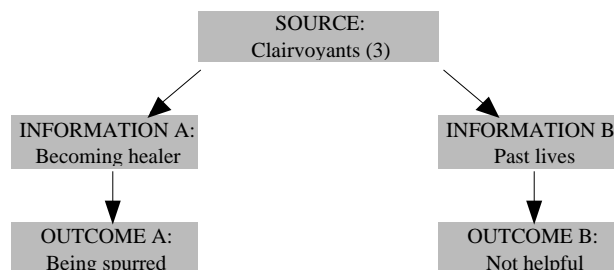 SOURCE:
Clairvoyants (3)
INFORMATION A:
Becoming healer
INFORMATION B
Past lives
OUTCOME A:
Being spurred
OUTCOME B:
Not helpful